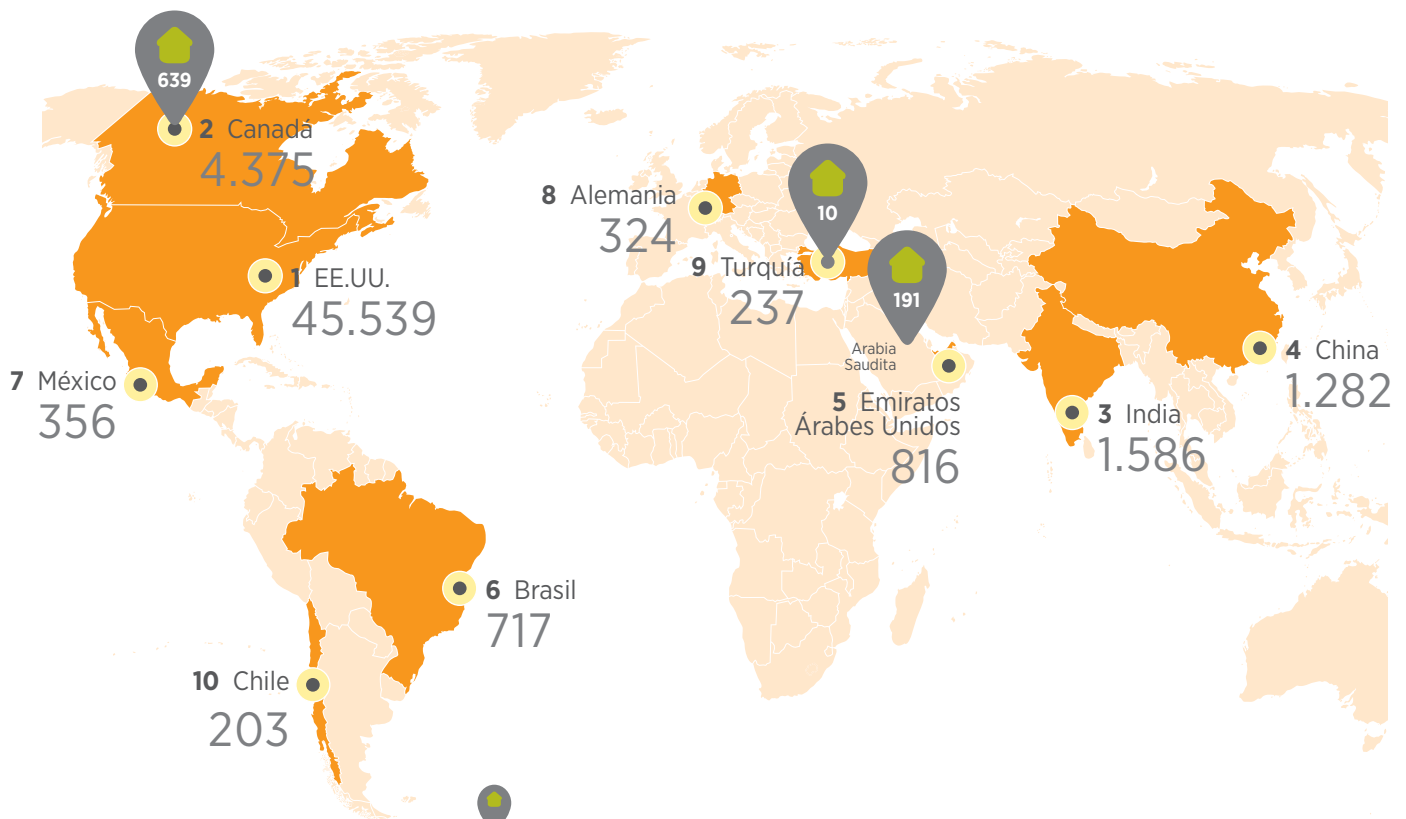 639
2 Canadá
4.375
1 EE.UU.
45.539
7 México
356
6 Brasil
717
10 Chile
203
8 Alemania
324
10
9 Turquía
237
191
Arabia
Saudita
5 Emiratos
Árabes Unidos
816
3 India
1.586
4 China
1.282